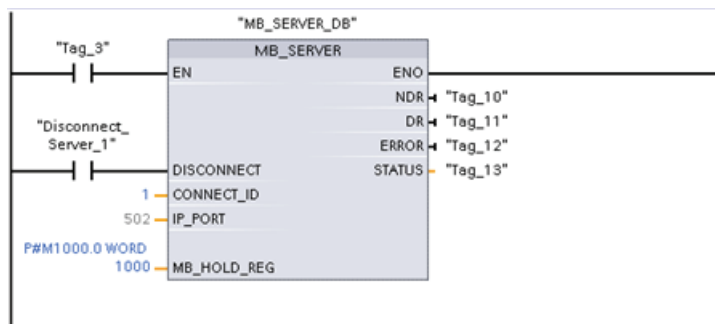 "MB_SERVER_DB"
"Tag_3"
MB_SERVER
EN
ENO
NDR
"Tag_10"
DR
"Tag_11"
"Disconnect_
Server_1"
ERROR
"Tag_12"
DISCONNECT
STATUS
"Tag_13"
1
CONNECT_ID
502
IP_PORT
P#M1000.0 WORD
1000
MB_HOLD_REG